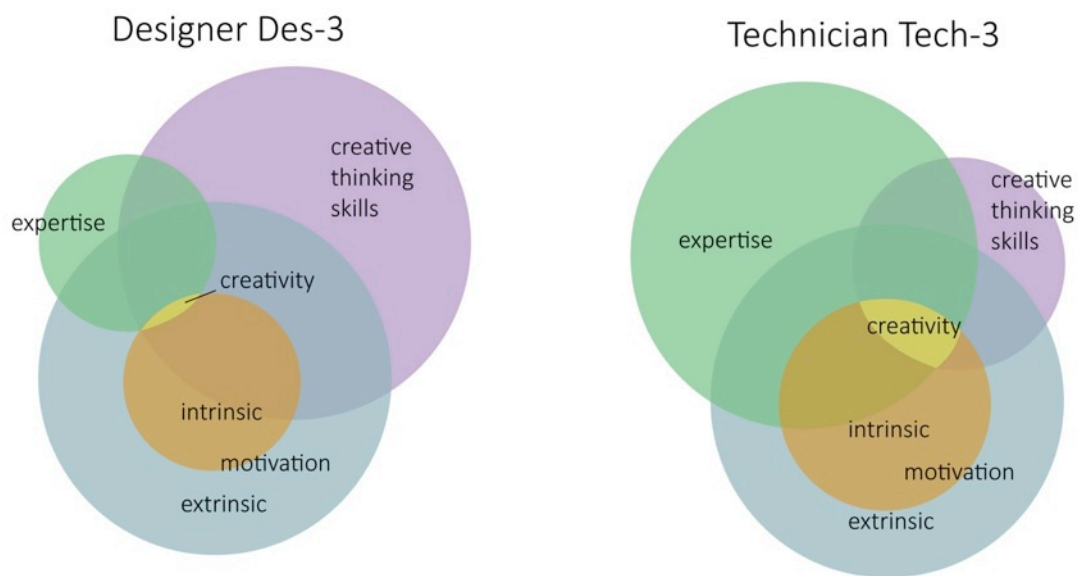 Designer Des-3
creative
thinking
skills
expertise
creativity
intrinsic
motivation
extrinsic
Technician Tech-3
creative
thinking
skills
expertise
creativity
intrinsic
motivation
extrinsic